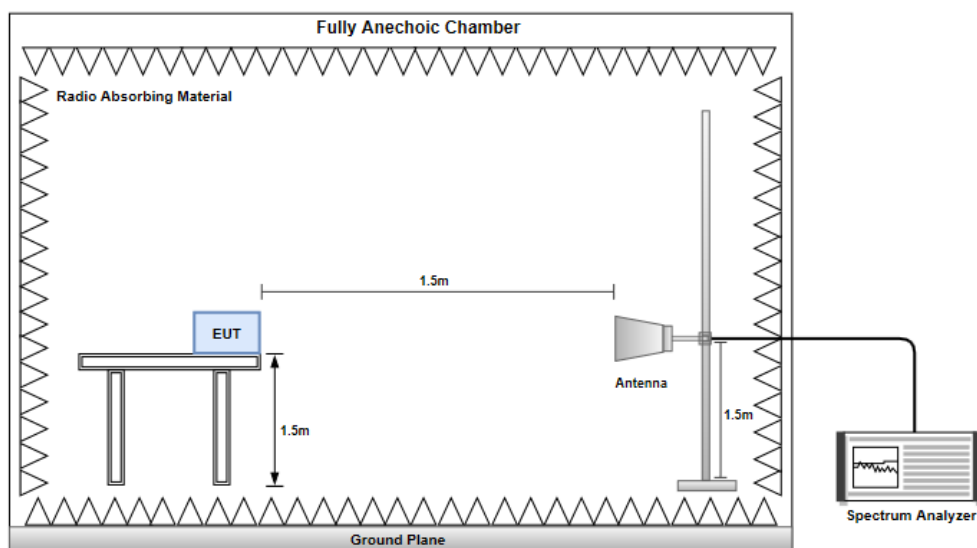 Fully Anechoic Chamber
Radio Absorbing Material
1.5m
EUT
Antenna
1.5m
1.5m
Spectrum Analyzer
Ground Plane